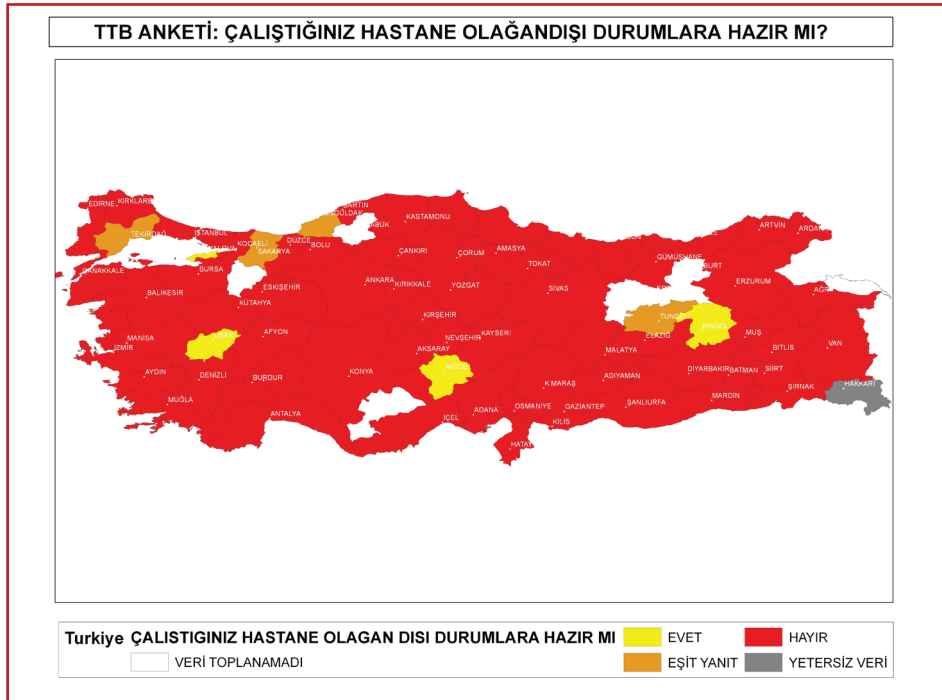 TTB ANKETİ: ÇALIŞTIĞINIZ HASTANE OLAĞANDIŞI DURUMLARA HAZIR MI?
EDİRNE
KIRKLARE
TEKİRDAĞ
İSTANBUL
KOCAELİ
SAKARYA
DÜZCE
BOLU
KASTAMONU
ÇANKIRI
ÇORUM
AMAŞYA
TOKAT
GÜMÜŞHANE
ARTVİN
BURSA
BALIKESİR
ESKİŞEHİR
KÜTAHYA
ANKARA
KIRIKKALE
YOZGAT
SİVAS
ERZURUM
KIRŞEHİR
TUNCELİ
BİNGÖL
ELAZIĞ
MUŞ
MANİSA
İZMİR
UŞAK
AFYON
AKSARAY
NEVŞEHİR
KAYSERİ
MALATYA
BİTLİS
VAN
AYDIN
DENİZLİ
BURDUR
KONYA
NİĞDE
K.MARAŞ
ADIYAMAN
DİYARBAKIR
BATMAN
SİİRT
ŞIRNAK
HAKKARİ
MUĞLA
ANTALYA
İÇEL
ADANA
OSMANİYE
GAZİANTEP
KİLİS
ŞANLIURFA
MARDİN
HATAY
Turkiye ÇALISTIGINIZ HASTANE OLAGAN DISI DURUMLARA HAZIR MI
EVET
HAYIR
VERİ TOPLANAMADI
EŞİT YANIT
YETERSİZ VERİ